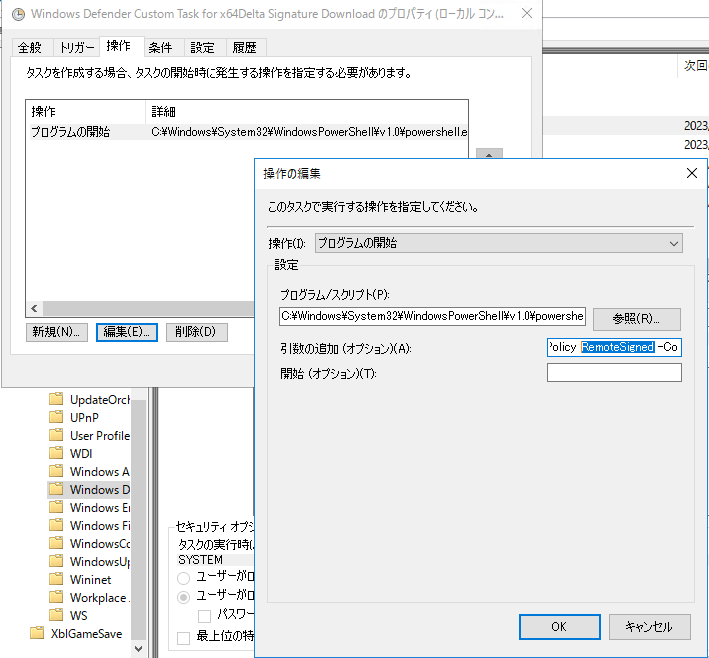 Windows Defender Custom Task for x64Delta Signature Download のプロパティ (ローカル コン...
全般
トリガー
操作
条件
設定
履歴
タスクを作成する場合、タスクの開始時に発生する操作を指定する必要があります。
操作
詳細
プログラムの開始
C:¥Windows¥System32¥WindowsPowerShell¥v1.0¥powershell.e
新規(N)...
編集(E)...
削除(D)
次回
2023/
2023/
操作の編集
このタスクで実行する操作を指定してください。
操作(I):
プログラムの開始
設定
プログラム/スクリプト(P):
C:¥Windows¥System32¥WindowsPowerShell¥v1.0¥powershe
参照(R)...
引数の追加 (オプション)(A):
Policy RemoteSigned -Co
開始 (オプション)(T):
OK
キャンセル
UpdateOrch
UPnP
User Profile
WDI
Windows A
Windows D
Windows Er
Windows Fi
WindowsCo
WindowsUp
Wininet
Workplace
WS
XblGameSave
セキュリティ オプシ
タスクの実行時に
SYSTEM
ユーザーがロ
ユーザーがロ
パスワー
最上位の特